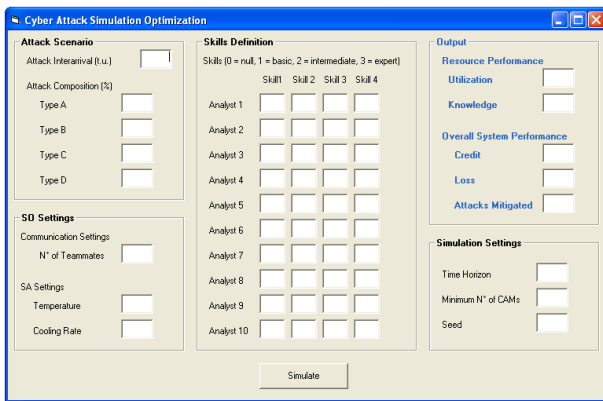 Cyber Attack Simulation Optimization
Attack Scenario
Attack Interarrival (t.u.)
Attack Composition (%)
Type A
Type B
Type C
Type D
SO Settings
Communication Settings
N° of Teammates
SA Settings
Temperature
Cooling Rate
Skills Definition
Skills (0 = null, 1 = basic, 2 = intermediate, 3 = expert)
Skill1 Skill 2 Skill 3 Skill 4
Analyst 1
Analyst 2
Analyst 3
Analyst 4
Analyst 5
Analyst 6
Analyst 7
Analyst 8
Analyst 9
Analyst 10
Output
Resource Performance
Utilization
Knowledge
Overall System Performance
Credit
Loss
Attacks Mitigated
Simulation Settings
Time Horizon
Minimum N° of CAMs
Seed
Simulate